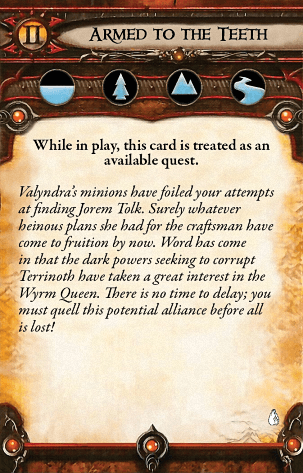 II
ARMED TO THE TEETH
While in play, this card is treated as an
available quest.
Valyndra's minions have foiled your attempts
at finding Jorem Tolk. Surely whatever
heinous plans she had for the craftsman have
come to fruition by now. Word has come
in that the dark powers seeking to corrupt
Terrinoth have taken a great interest in the
Wyrm Queen. There is no time to delay; you
must quell this potential alliance before all
is lost!